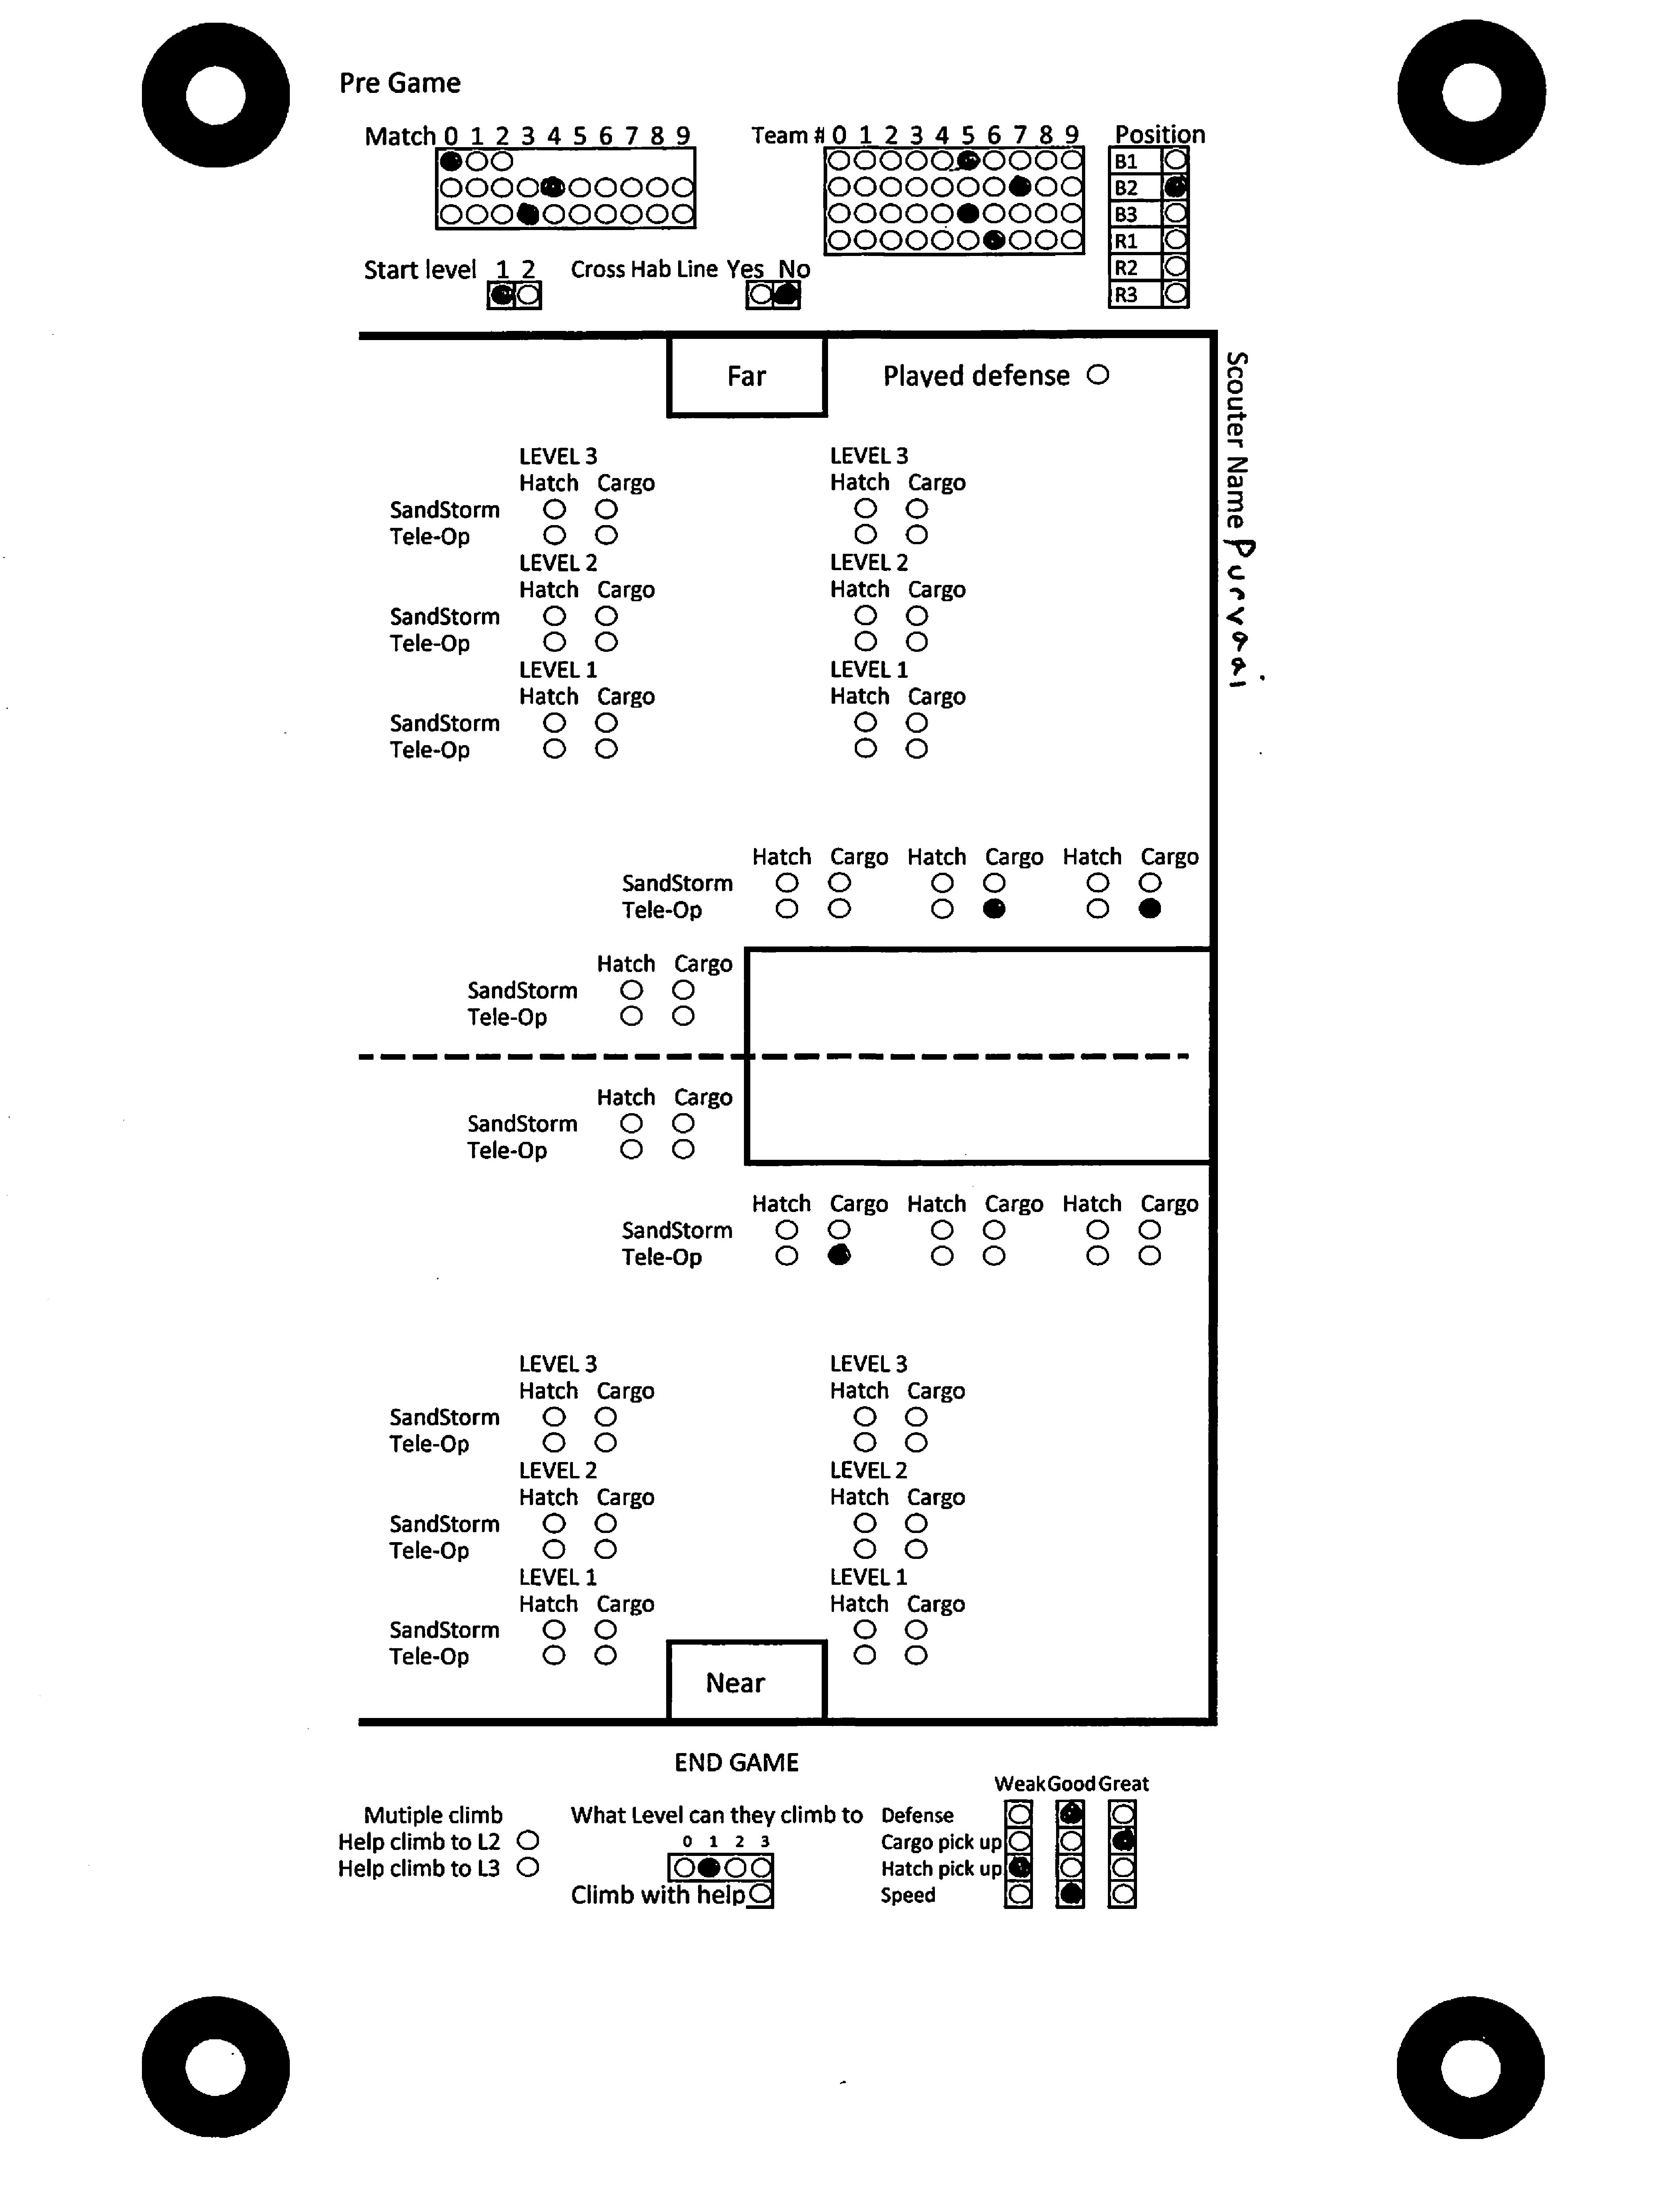 Pre Game
Match 0 1 2 3 4 5 6 7 8 9
Team # 0 1 2 3 4 5 6 7 8 9
Position
B1
B2
B3
R1
R2
R3
Start level 1 2
Cross Hab Line Yes No
Far
Played defense
Scouter Name Purvaai
LEVEL 3 LEVEL 3
Hatch Cargo Hatch Cargo
SandStorm
Tele-Op
LEVEL 2 LEVEL 2
Hatch Cargo Hatch Cargo
SandStorm
Tele-Op
LEVEL 1 LEVEL 1
Hatch Cargo Hatch Cargo
SandStorm
Tele-Op
Hatch Cargo Hatch Cargo Hatch Cargo
SandStorm
Tele-Op
Hatch Cargo
SandStorm
Tele-Op
Hatch Cargo
SandStorm
Tele-Op
Hatch Cargo Hatch Cargo Hatch Cargo
SandStorm
Tele-Op
LEVEL 3 LEVEL 3
Hatch Cargo Hatch Cargo
SandStorm
Tele-Op
LEVEL 2 LEVEL 2
Hatch Cargo Hatch Cargo
SandStorm
Tele-Op
LEVEL 1 LEVEL 1
Hatch Cargo Hatch Cargo
SandStorm
Tele-Op
Near
END GAME
Mutiple climb
Help climb to L2
Help climb to L3
What Level can they climb to
0 1 2 3
Climb with help
Weak Good Great
Defense
Cargo pick up
Hatch pick up
Speed